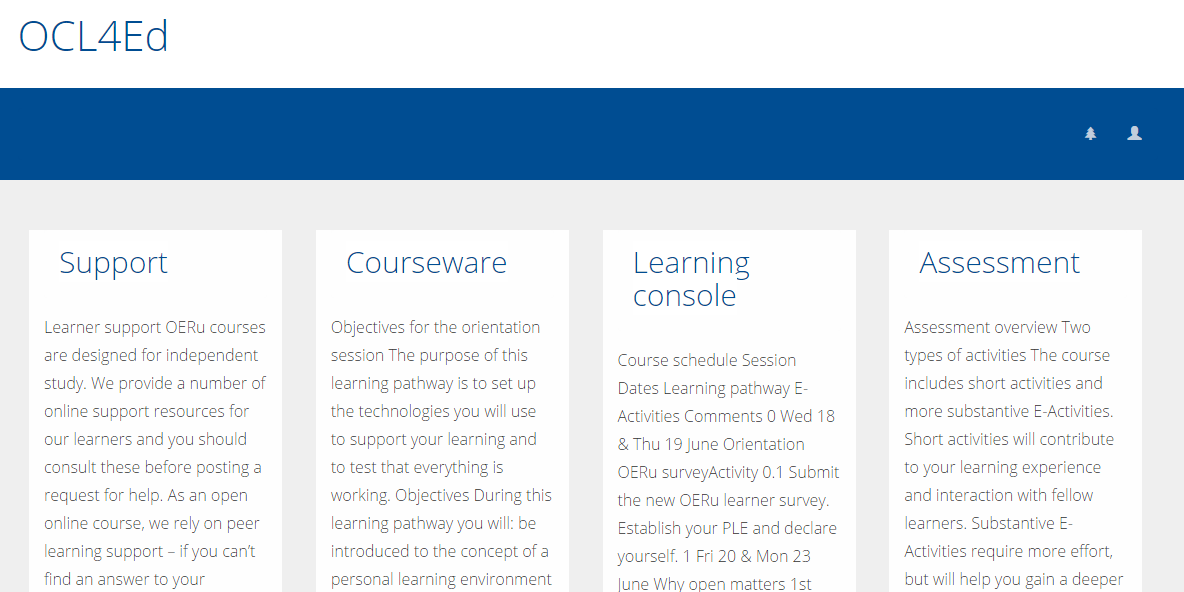 OCL4Ed
Support
Learner support OERu courses
are designed for independent
study. We provide a number of
online support resources for
our learners and you should
consult these before posting a
request for help. As an open
online course, we rely on peer
learning support – if you can’t
find an answer to your
Courseware
Objectives for the orientation
session The purpose of this
learning pathway is to set up
the technologies you will use
to support your learning and
to test that everything is
working. Objectives During this
learning pathway you will: be
introduced to the concept of a
personal learning environment
Learning
console
Course schedule Session
Dates Learning pathway E-
Activities Comments 0 Wed 18
& Thu 19 June Orientation
OERu surveyActivity 0.1 Submit
the new OERu learner survey.
Establish your PLE and declare
yourself. 1 Fri 20 & Mon 23
June Why open matters 1st
Assessment
Assessment overview Two
types of activities The course
includes short activities and
more substantive E-Activities.
Short activities will contribute
to your learning experience
and interaction with fellow
learners. Substantive E-
Activities require more effort,
but will help you gain a deeper